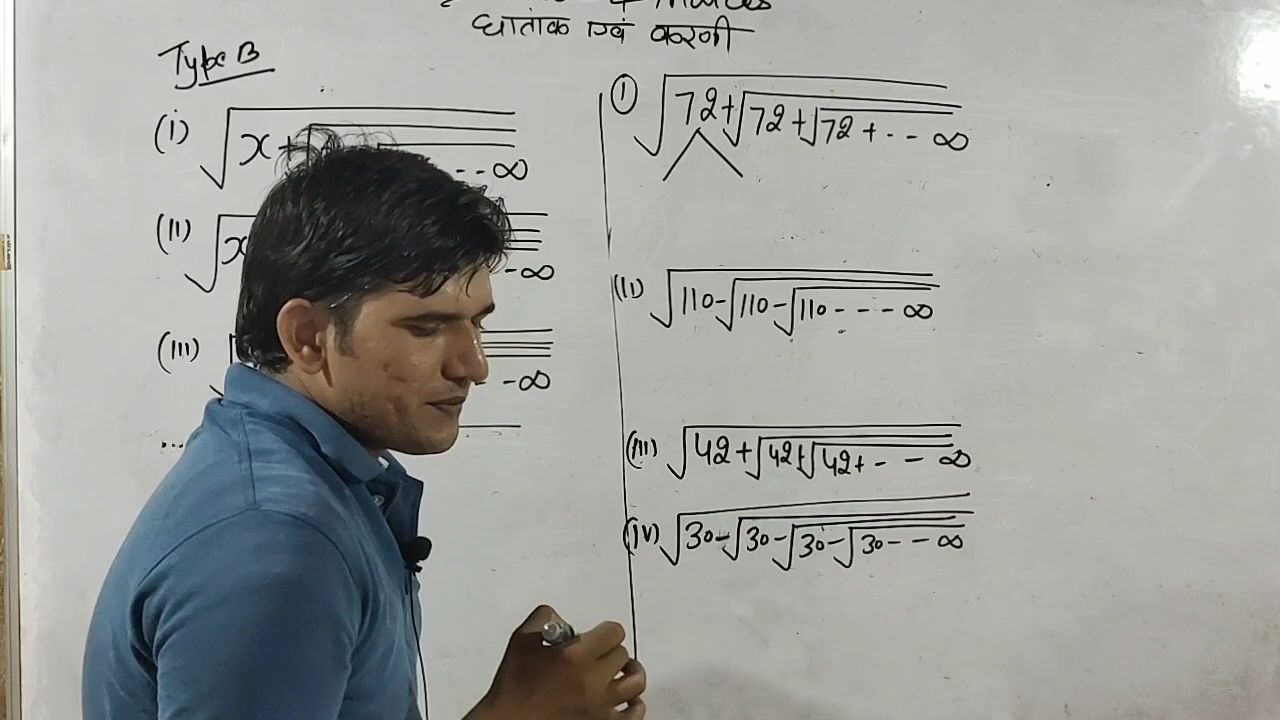 घातांक एवं करनी
Type B
(i) √x+√ -- ∞
(II) √x -∞
(III) √ -∞
① √72+√72+√72+-- ∞
(II) √110-√110-√110--- ∞
(III) √42+√42+√42+-- ∞
(IV) √30-√30-√30-√30-- ∞